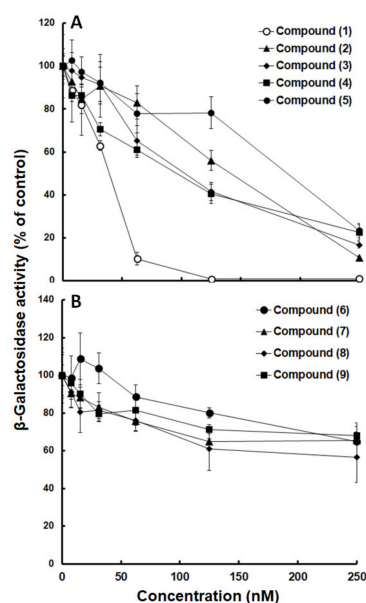 A
120
100
80
60
40
20
0
Compound (1)
Compound (2)
Compound (3)
Compound (4)
Compound (5)
β-Galactosidase activity (% of control)
B
140
120
100
80
60
40
20
0
Compound (6)
Compound (7)
Compound (8)
Compound (9)
0 50 100 150 200 250
Concentration (nM)